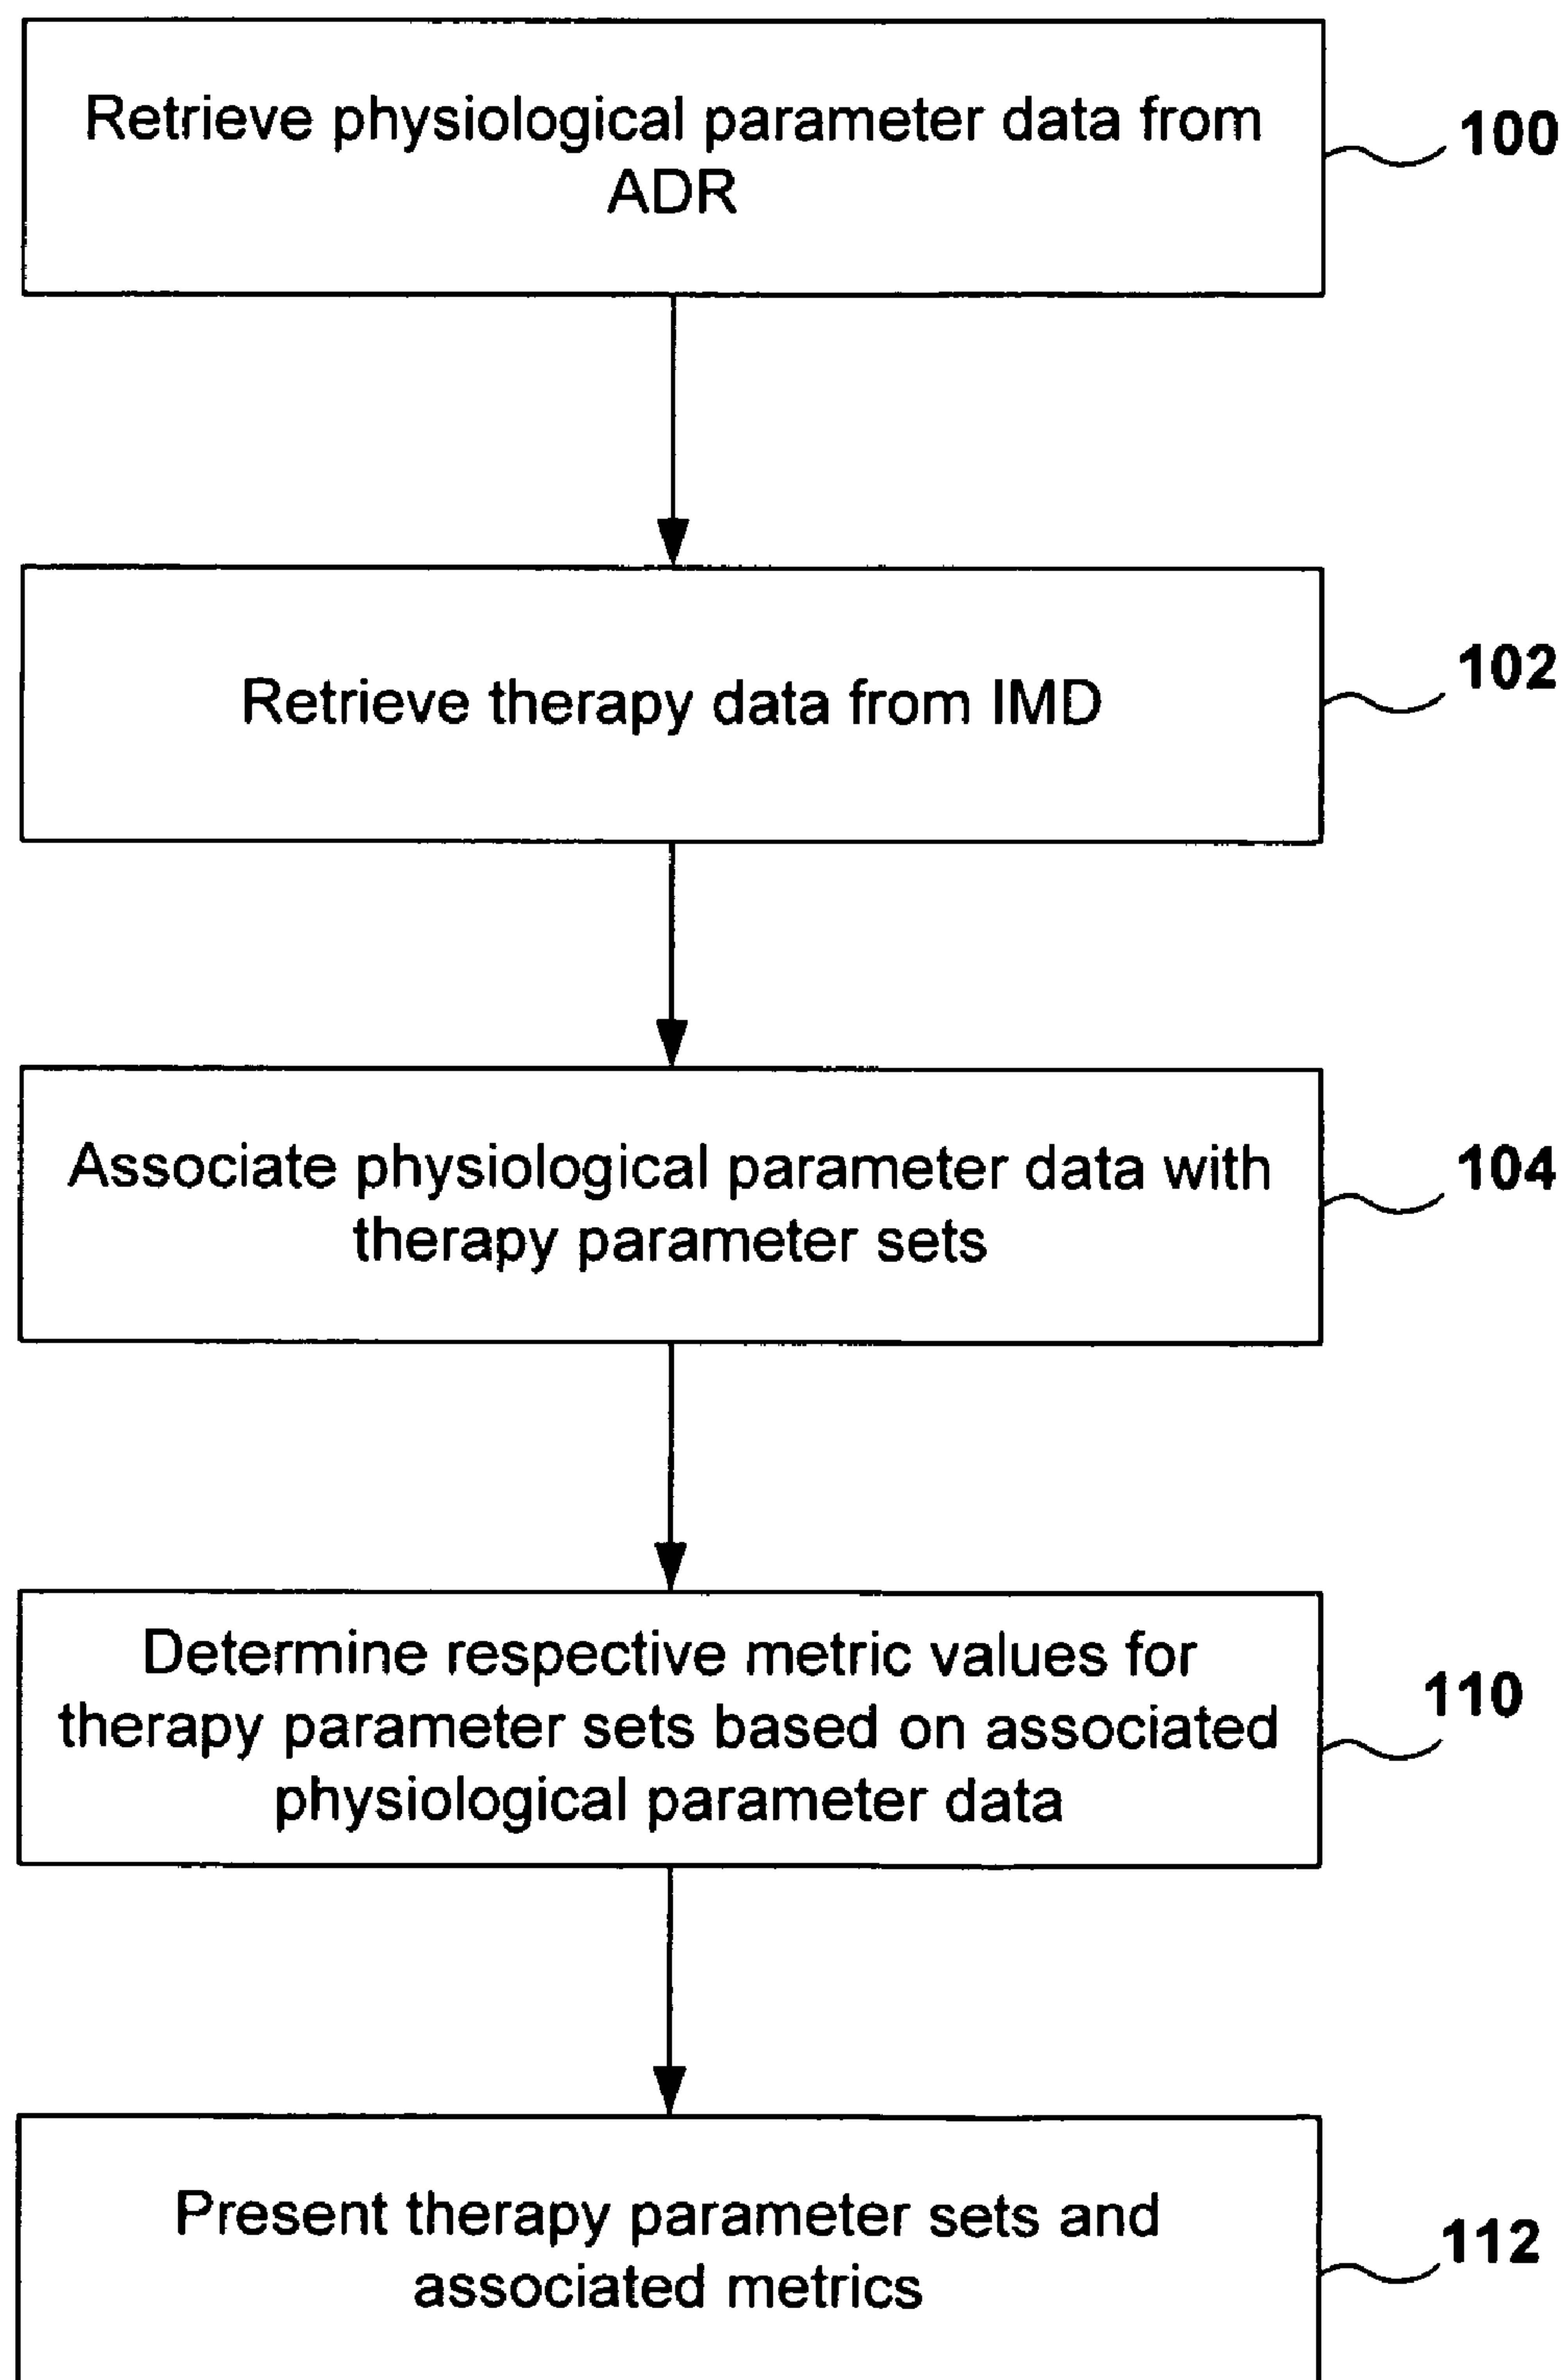 Retrieve physiological parameter data from
ADR
100
Retrieve therapy data from IMD
102
Associate physiological parameter data with
therapy parameter sets
104
Determine respective metric values for
therapy parameter sets based on associated
physiological parameter data
110
Present therapy parameter sets and
associated metrics
112